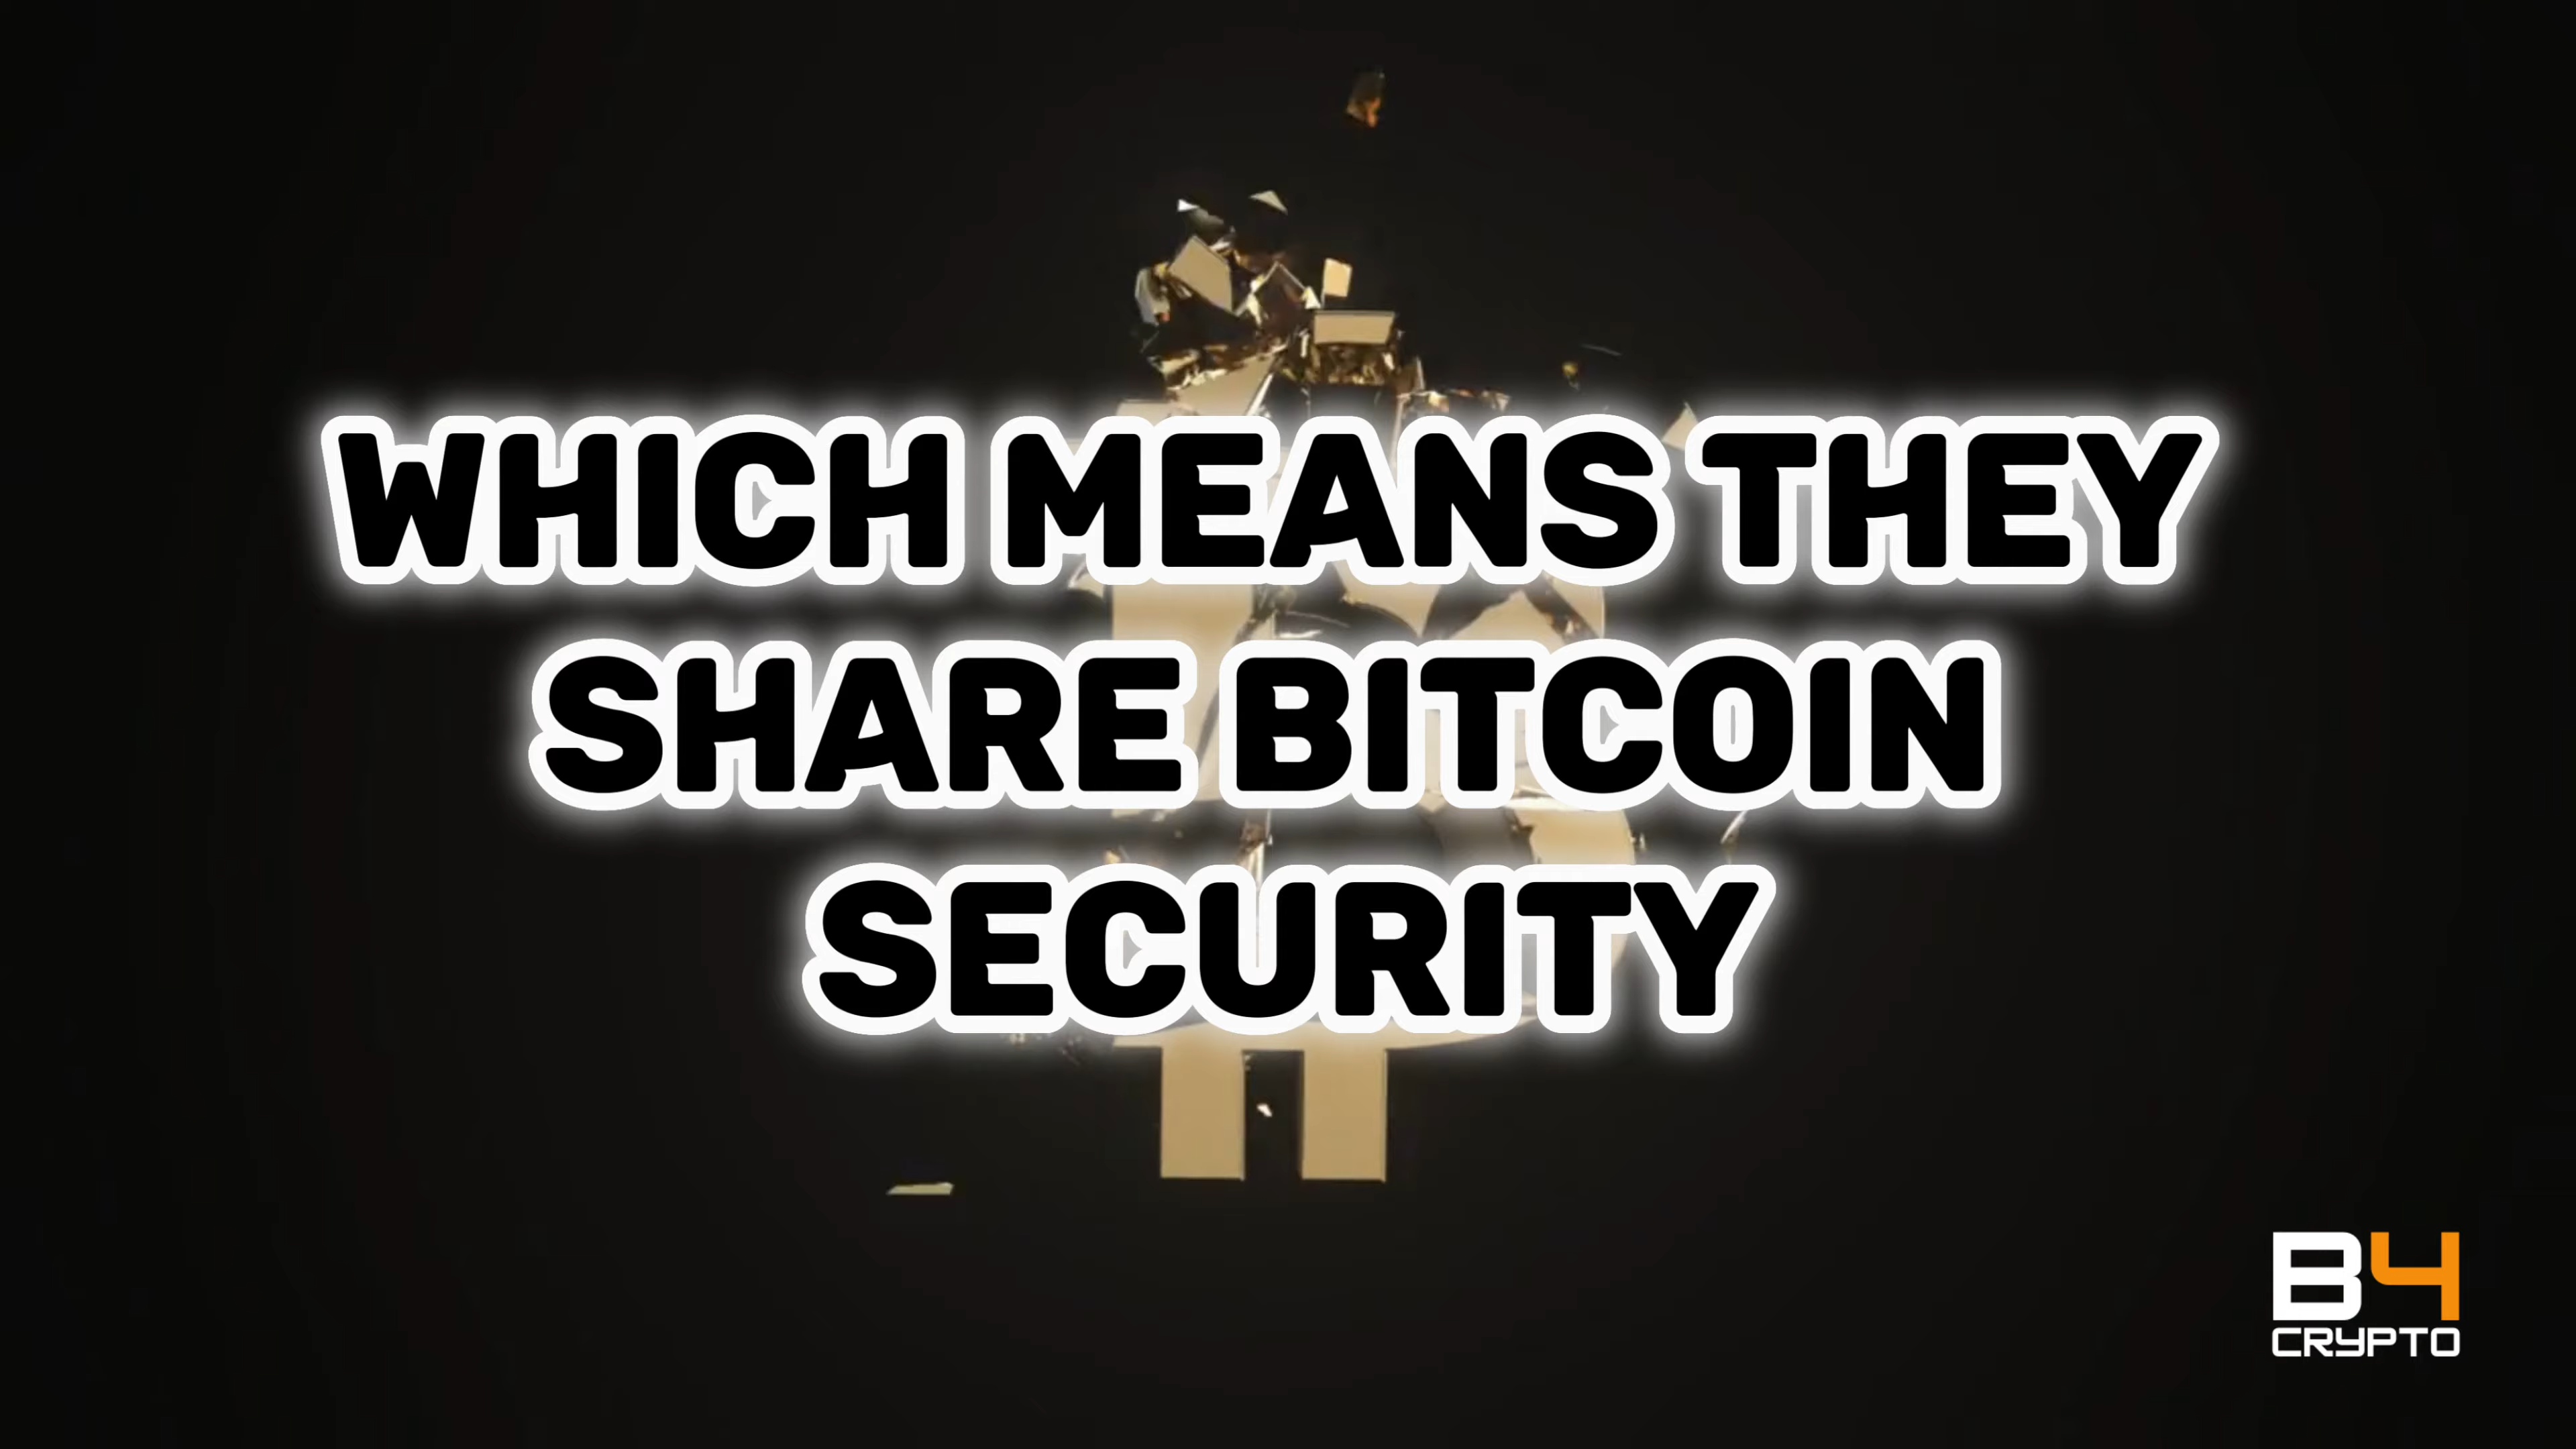 WHICH MEANS THEY
SHARE BITCOIN
SECURITY
B4
CRYPTO